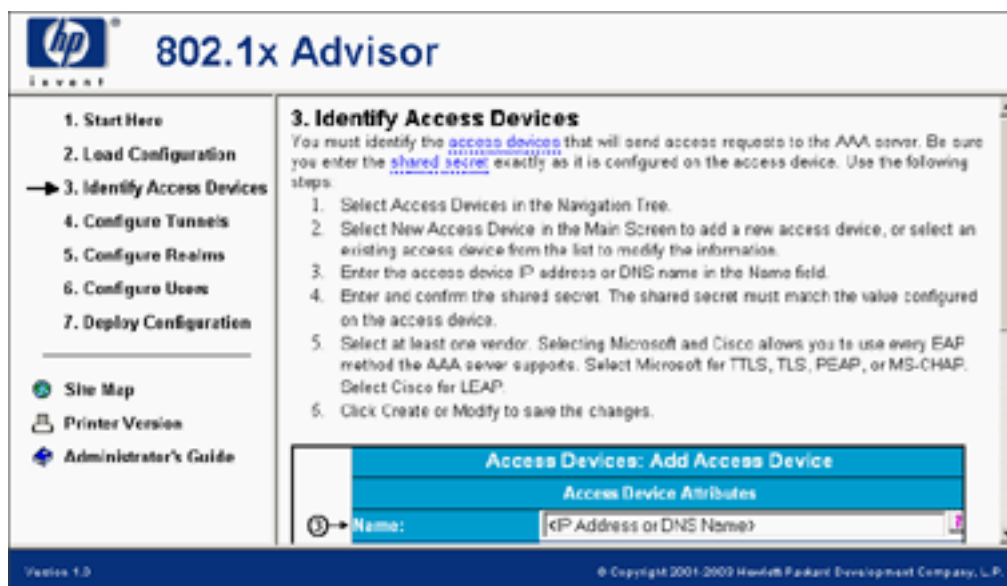 hp
invent
802.1x Advisor
1. Start Here
2. Load Configuration
3. Identify Access Devices
4. Configure Tunnels
5. Configure Realms
6. Configure Users
7. Deploy Configuration
Site Map
Printer Version
Administrator's Guide
3. Identify Access Devices
You must identify the access devices that will send access requests to the AAA server. Be sure
you enter the shared secret exactly as it is configured on the access device. Use the following
steps:
1. Select Access Devices in the Navigation Tree.
2. Select New Access Device in the Main Screen to add a new access device, or select an
existing access device from the list to modify the information.
3. Enter the access device IP address or DNS name in the Name field.
4. Enter and confirm the shared secret. The shared secret must match the value configured
on the access device.
5. Select at least one vendor. Selecting Microsoft and Cisco allows you to use every EAP
method the AAA server supports. Select Microsoft for TTLS, TLS, PEAP, or MS-CHAP.
Select Cisco for LEAP.
6. Click Create or Modify to save the changes.
Access Devices: Add Access Device
Access Device Attributes
3 Name: <IP Address or DNS Name> ?
Version 1.0
© Copyright 2001-2003 Hewlett Packard Development Company, L.P.